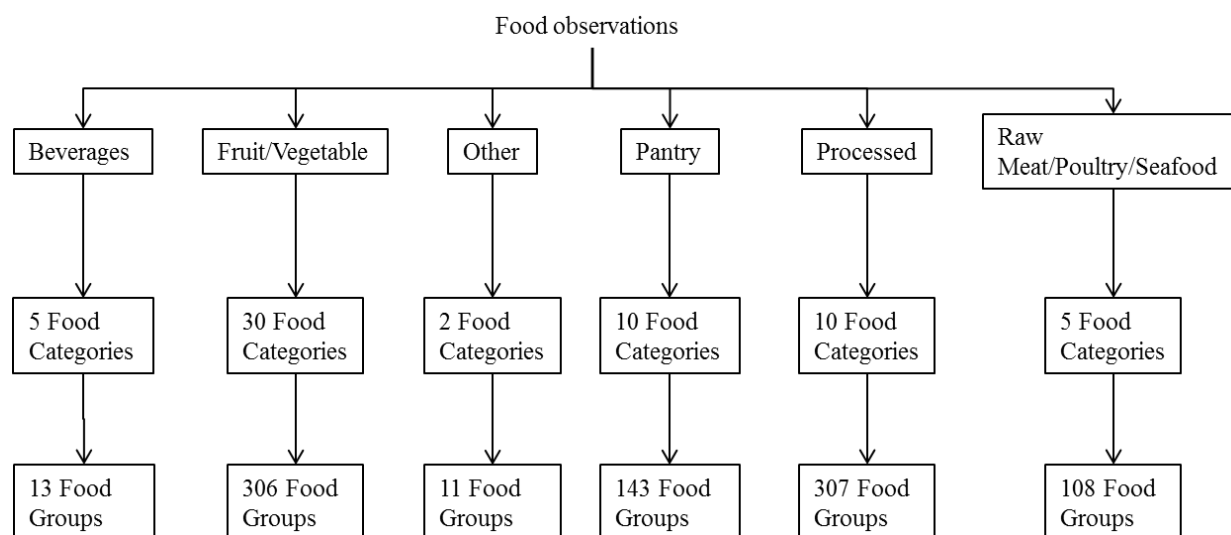 Food observations
Beverages
Fruit/Vegetable
Other
Pantry
Processed
Raw
Meat/Poultry/Seafood
5 Food
Categories
30 Food
Categories
2 Food
Categories
10 Food
Categories
10 Food
Categories
5 Food
Categories
13 Food
Groups
306 Food
Groups
11 Food
Groups
143 Food
Groups
307 Food
Groups
108 Food
Groups